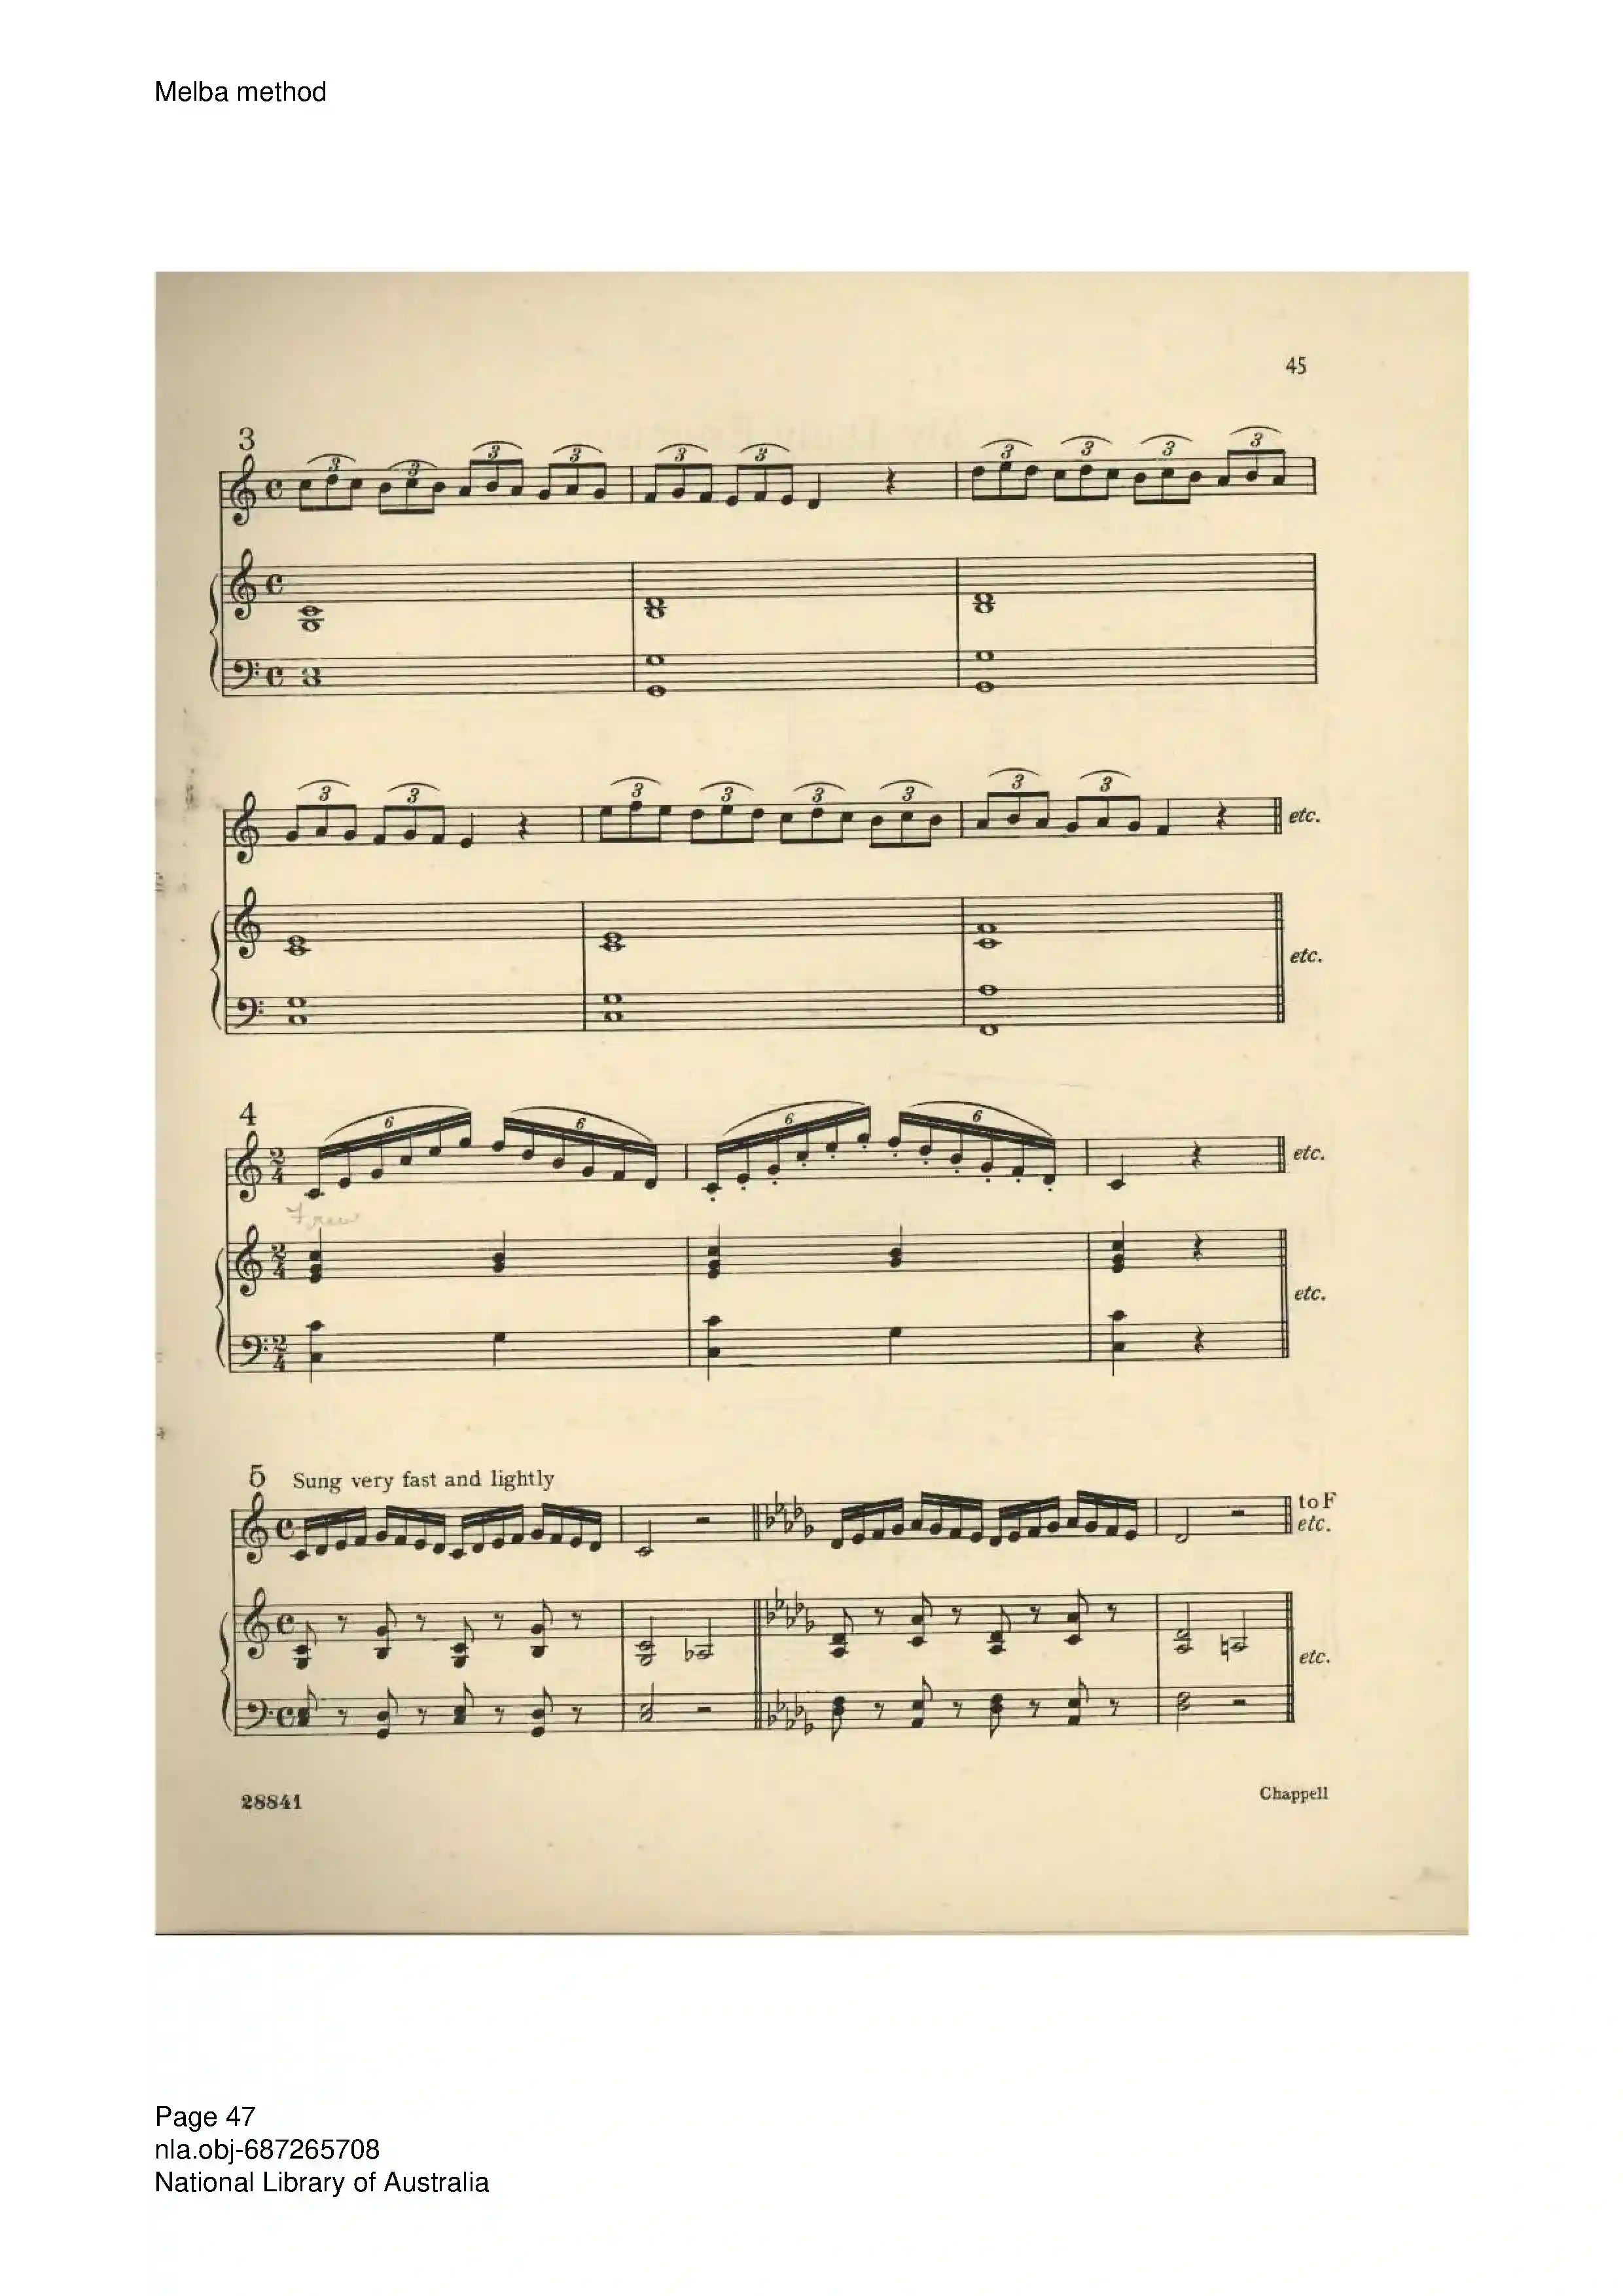 Melba method
45
3
3 3 3 3 3 3 3 3 3 3
3 3 3 3 3 3 3 3
etc.
etc.
4
6 6 6 6
etc.
etc.
5 Sung very fast and lightly
to F
etc.
etc.
28841 Chappell
Page 47
nla.obj-687265708
National Library of Australia